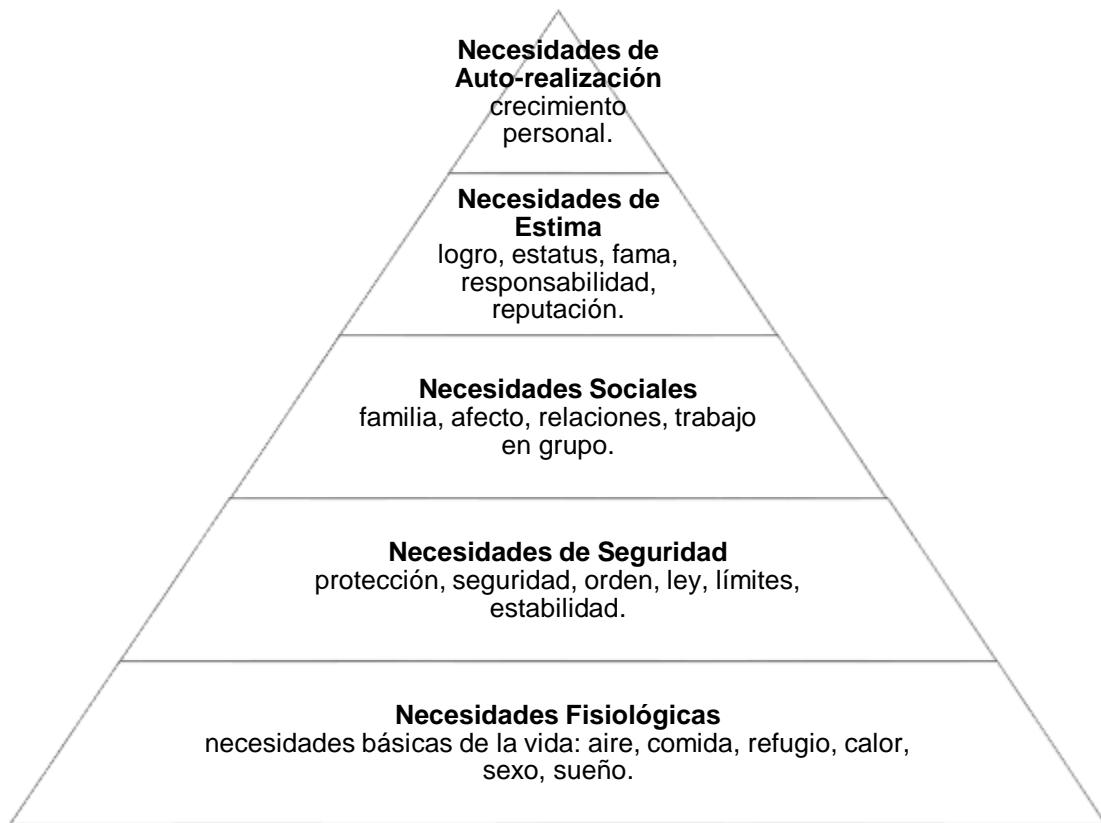 Necesidades de
Auto-realización
crecimiento
personal.
Necesidades de
Estima
logro, estatus, fama,
responsabilidad,
reputación.
Necesidades Sociales
familia, afecto, relaciones, trabajo
en grupo.
Necesidades de Seguridad
protección, seguridad, orden, ley, límites,
estabilidad.
Necesidades Fisiológicas
necesidades básicas de la vida: aire, comida, refugio, calor,
sexo, sueño.